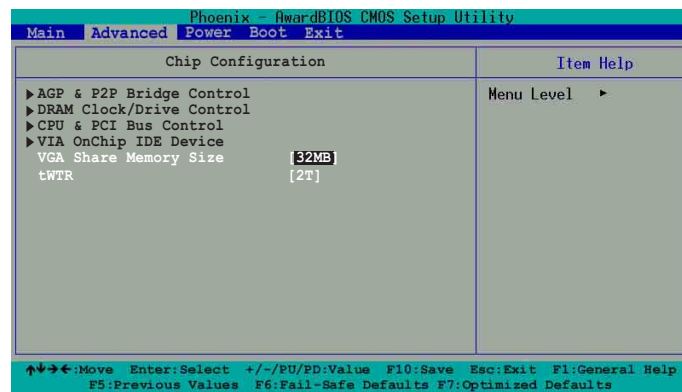 Phoenix - AwardBIOS CMOS Setup Utility
Main Advanced Power Boot Exit
Chip Configuration
Item Help
▶AGP & P2P Bridge Control
Menu Level ▶
▶DRAM Clock/Drive Control
▶CPU & PCI Bus Control
▶VIA OnChip IDE Device
VGA Share Memory Size [32MB]
tWTR [2T]
↑↓→←:Move Enter:Select +/-/PU/PD:Value F10:Save Esc:Exit F1:General Help
F5:Previous Values F6:Fail-Safe Defaults F7:Optimized Defaults